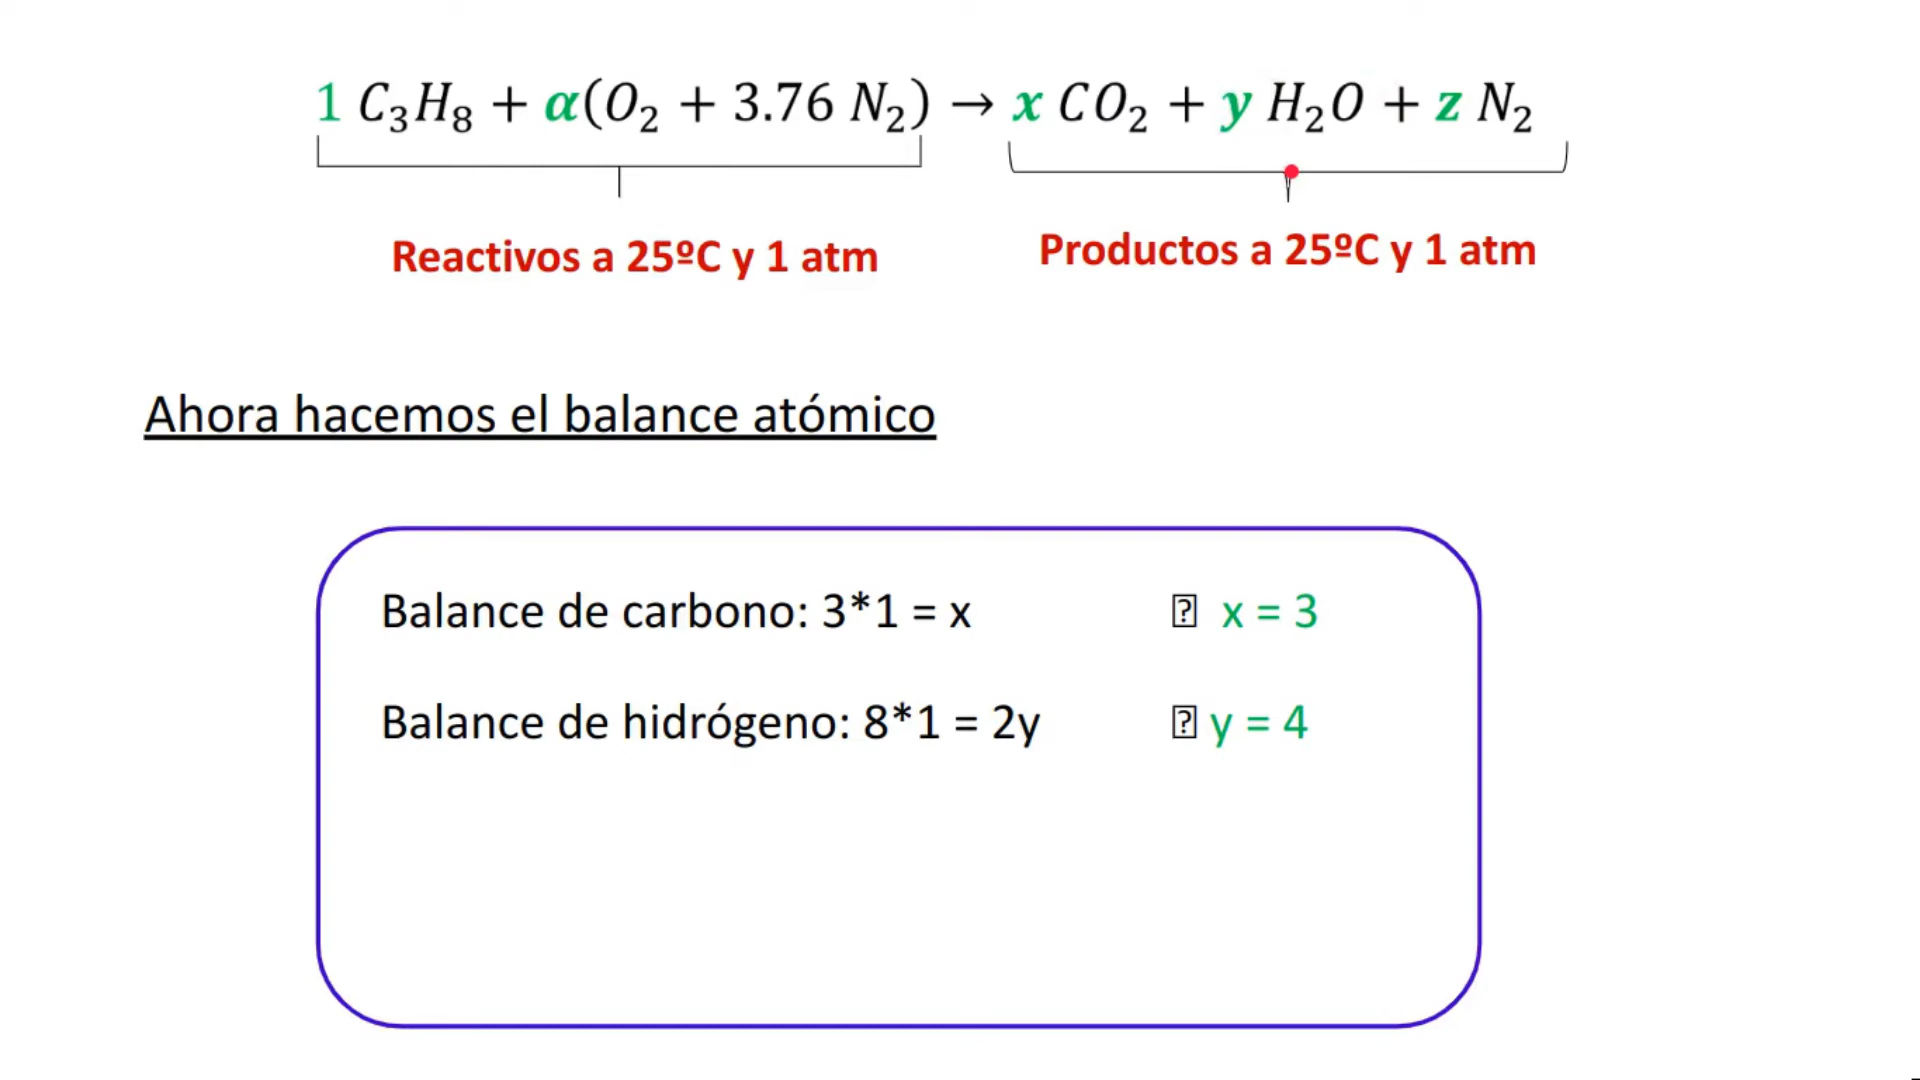 1 C₃H₈ + α(O₂ + 3.76 N₂) → x CO₂ + y H₂O + z N₂
Reactivos a 25ºC y 1 atm
Productos a 25ºC y 1 atm
Ahora hacemos el balance atómico
Balance de carbono: 3*1 = x ⍰ x = 3
Balance de hidrógeno: 8*1 = 2y ⍰ y = 4